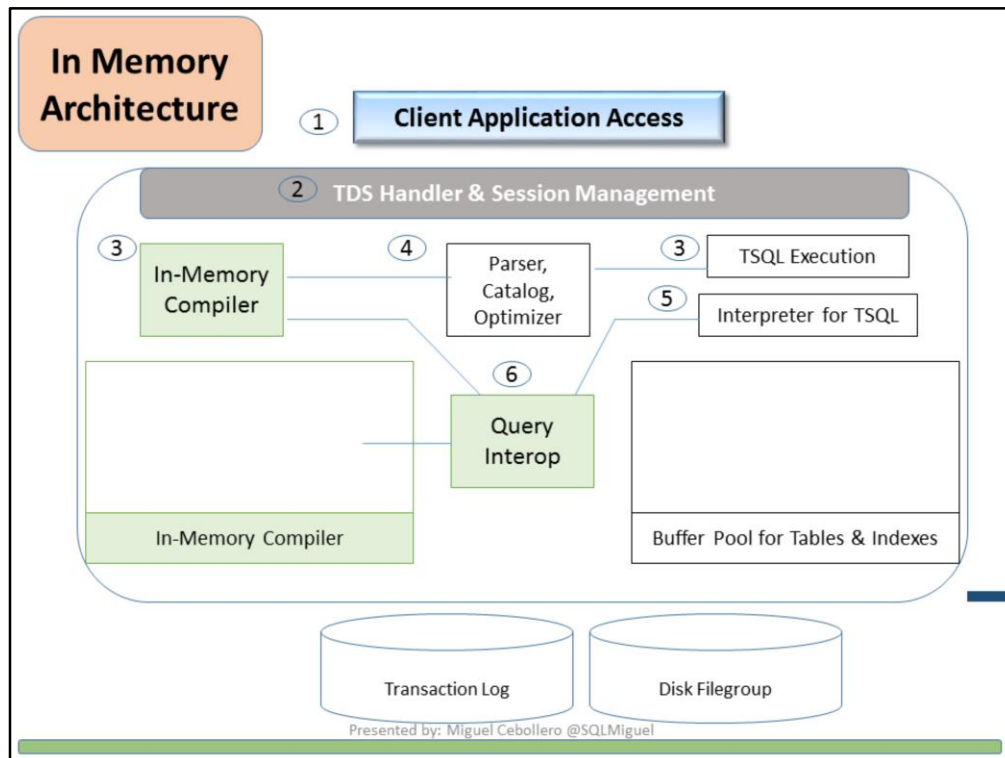 In Memory
Architecture
1
Client Application Access
2
TDS Handler & Session Management
3
In-Memory
Compiler
4
Parser,
Catalog,
Optimizer
3
TSQL Execution
5
Interpreter for TSQL
6
Query
Interop
In-Memory Compiler
Buffer Pool for Tables & Indexes
Transaction Log
Disk Filegroup
Presented by: Miguel Cebollero @SQLMiguel